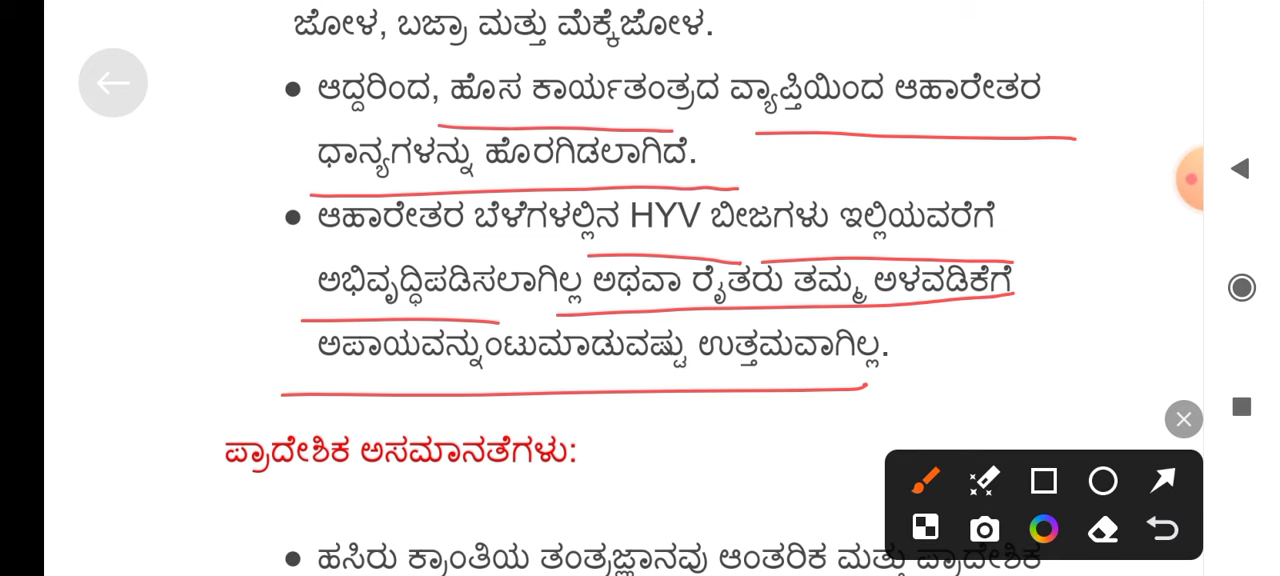 ಜೋಳ, ಬಜ್ರಾ ಮತ್ತು ಮೆಕ್ಕೆಜೋಳ.
● ಆದ್ದರಿಂದ, ಹೊಸ ಕಾರ್ಯತಂತ್ರದ ವ್ಯಾಪ್ತಿಯಿಂದ ಆಹಾರೇತರ
ಧಾನ್ಯಗಳನ್ನು ಹೊರಗಿಡಲಾಗಿದೆ.
● ಆಹಾರೇತರ ಬೆಳೆಗಳಲ್ಲಿನ HYV ಬೀಜಗಳು ಇಲ್ಲಿಯವರೆಗೆ
ಅಭಿವೃದ್ಧಿಪಡಿಸಲಾಗಿಲ್ಲ ಅಥವಾ ರೈತರು ತಮ್ಮ ಅಳವಡಿಕೆಗೆ
ಅಪಾಯವನ್ನುಂಟುಮಾಡುವಷ್ಟು ಉತ್ತಮವಾಗಿಲ್ಲ.
ಪ್ರಾದೇಶಿಕ ಅಸಮಾನತೆಗಳು:
● ಹಸಿರು ಕ್ರಾಂತಿಯ ತಂತ್ರಜ್ಞಾನವು ಆಂತರಿಕ ಮತ್ತು ಪ್ರಾದೇಶಿಕ